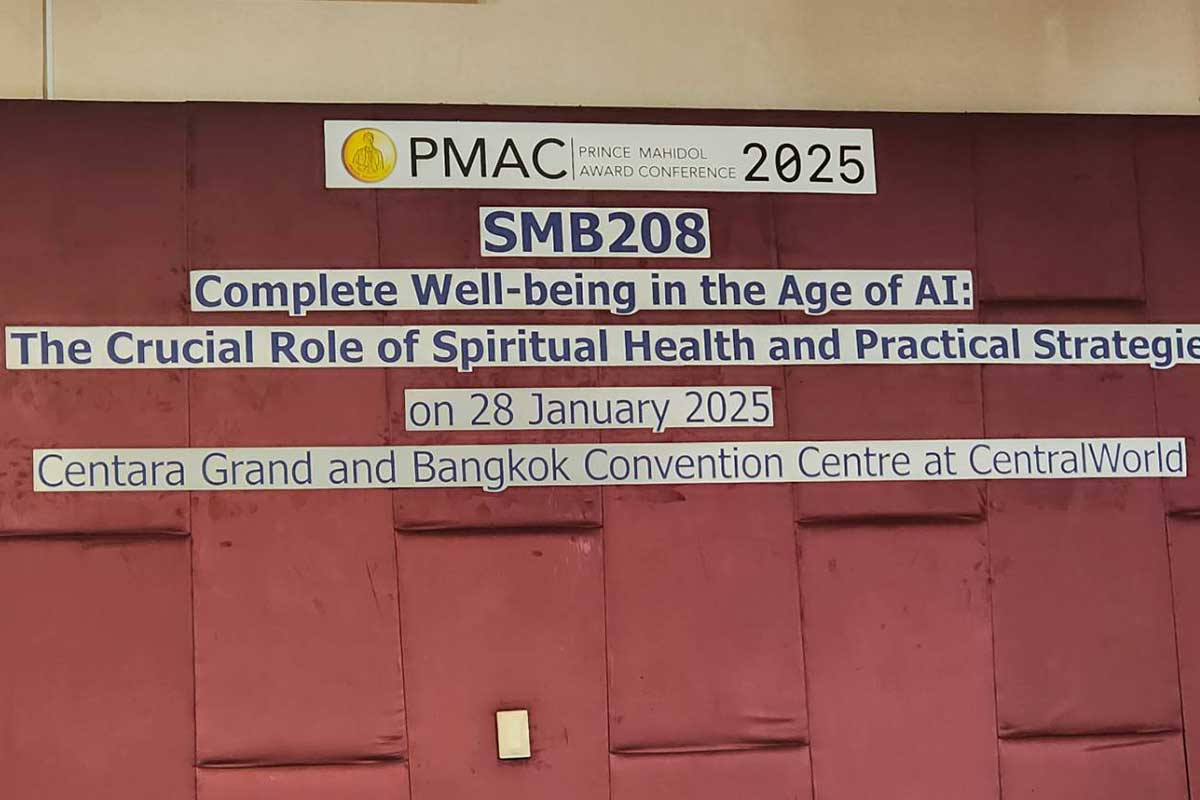 PMAC PRINCE MAHIDOL AWARD CONFERENCE 2025
SMB208
Complete Well-being in the Age of AI:
The Crucial Role of Spiritual Health and Practical Strategie
on 28 January 2025
Centara Grand and Bangkok Convention Centre at CentralWorld